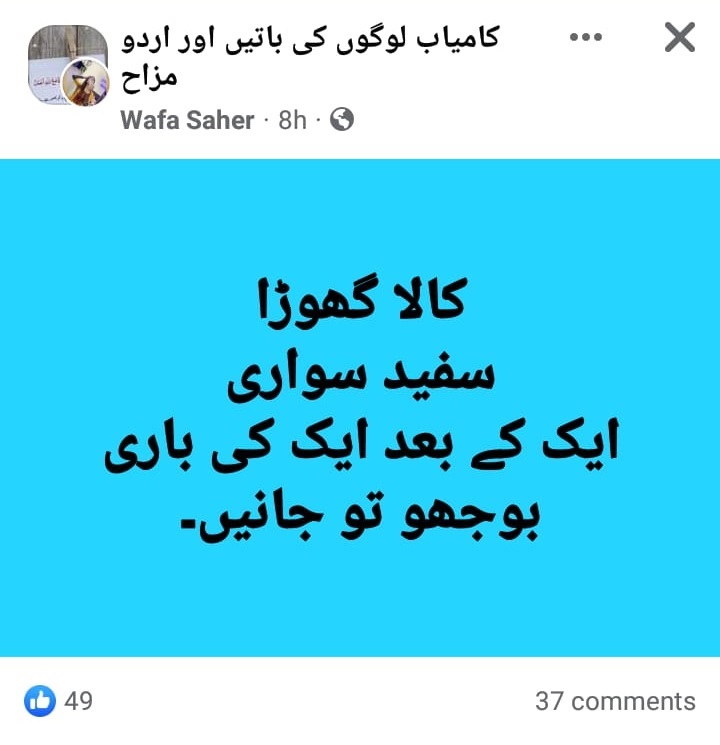 کامیاب لوگوں کی باتیں اور اردو
مزاح
Wafa Saher · 8h ·
کالا گھوڑا
سفید سواری
ایک کے بعد ایک کی باری
بوجھو تو جانیں۔
49
37 comments